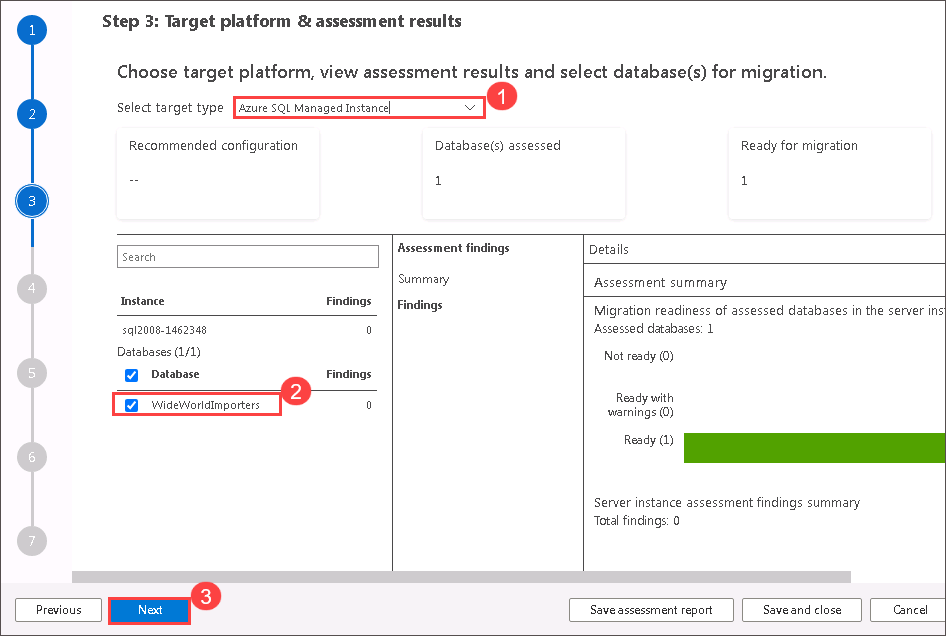 1
Step 3: Target platform & assessment results
Choose target platform, view assessment results and select database(s) for migration.
Select target type
Azure SQL Managed Instance
1
2
Recommended configuration
--
Database(s) assessed
1
Ready for migration
1
3
Search
Instance
Findings
sql2008-1462348
0
Databases (1/1)
Database
Findings
WideWorldImporters
0
2
Assessment findings
Summary
Findings
Details
Assessment summary
Migration readiness of assessed databases in the server ins
Assessed databases: 1
Not ready (0)
Ready with
warnings (0)
Ready (1)
Server instance assessment findings summary
Total findings: 0
4
5
6
7
Previous
Next
3
Save assessment report
Save and close
Cancel